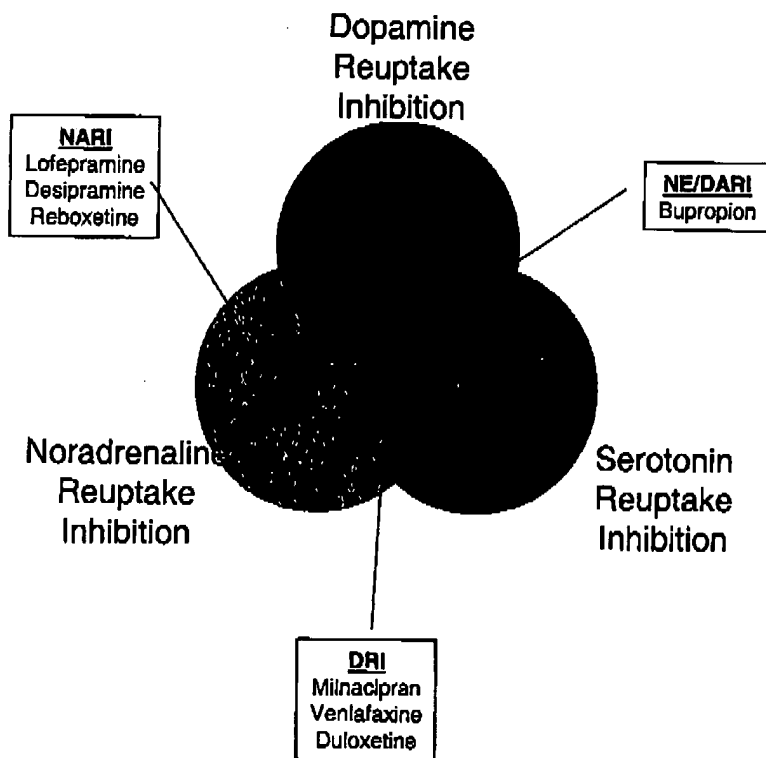 Dopamine
Reuptake
Inhibition
NARI
Lofepramine
Desipramine
Reboxetine
NE/DARI
Bupropion
Noradrenaline
Reuptake
Inhibition
Serotonin
Reuptake
Inhibition
DRI
Milnacipran
Venlafaxine
Duloxetine